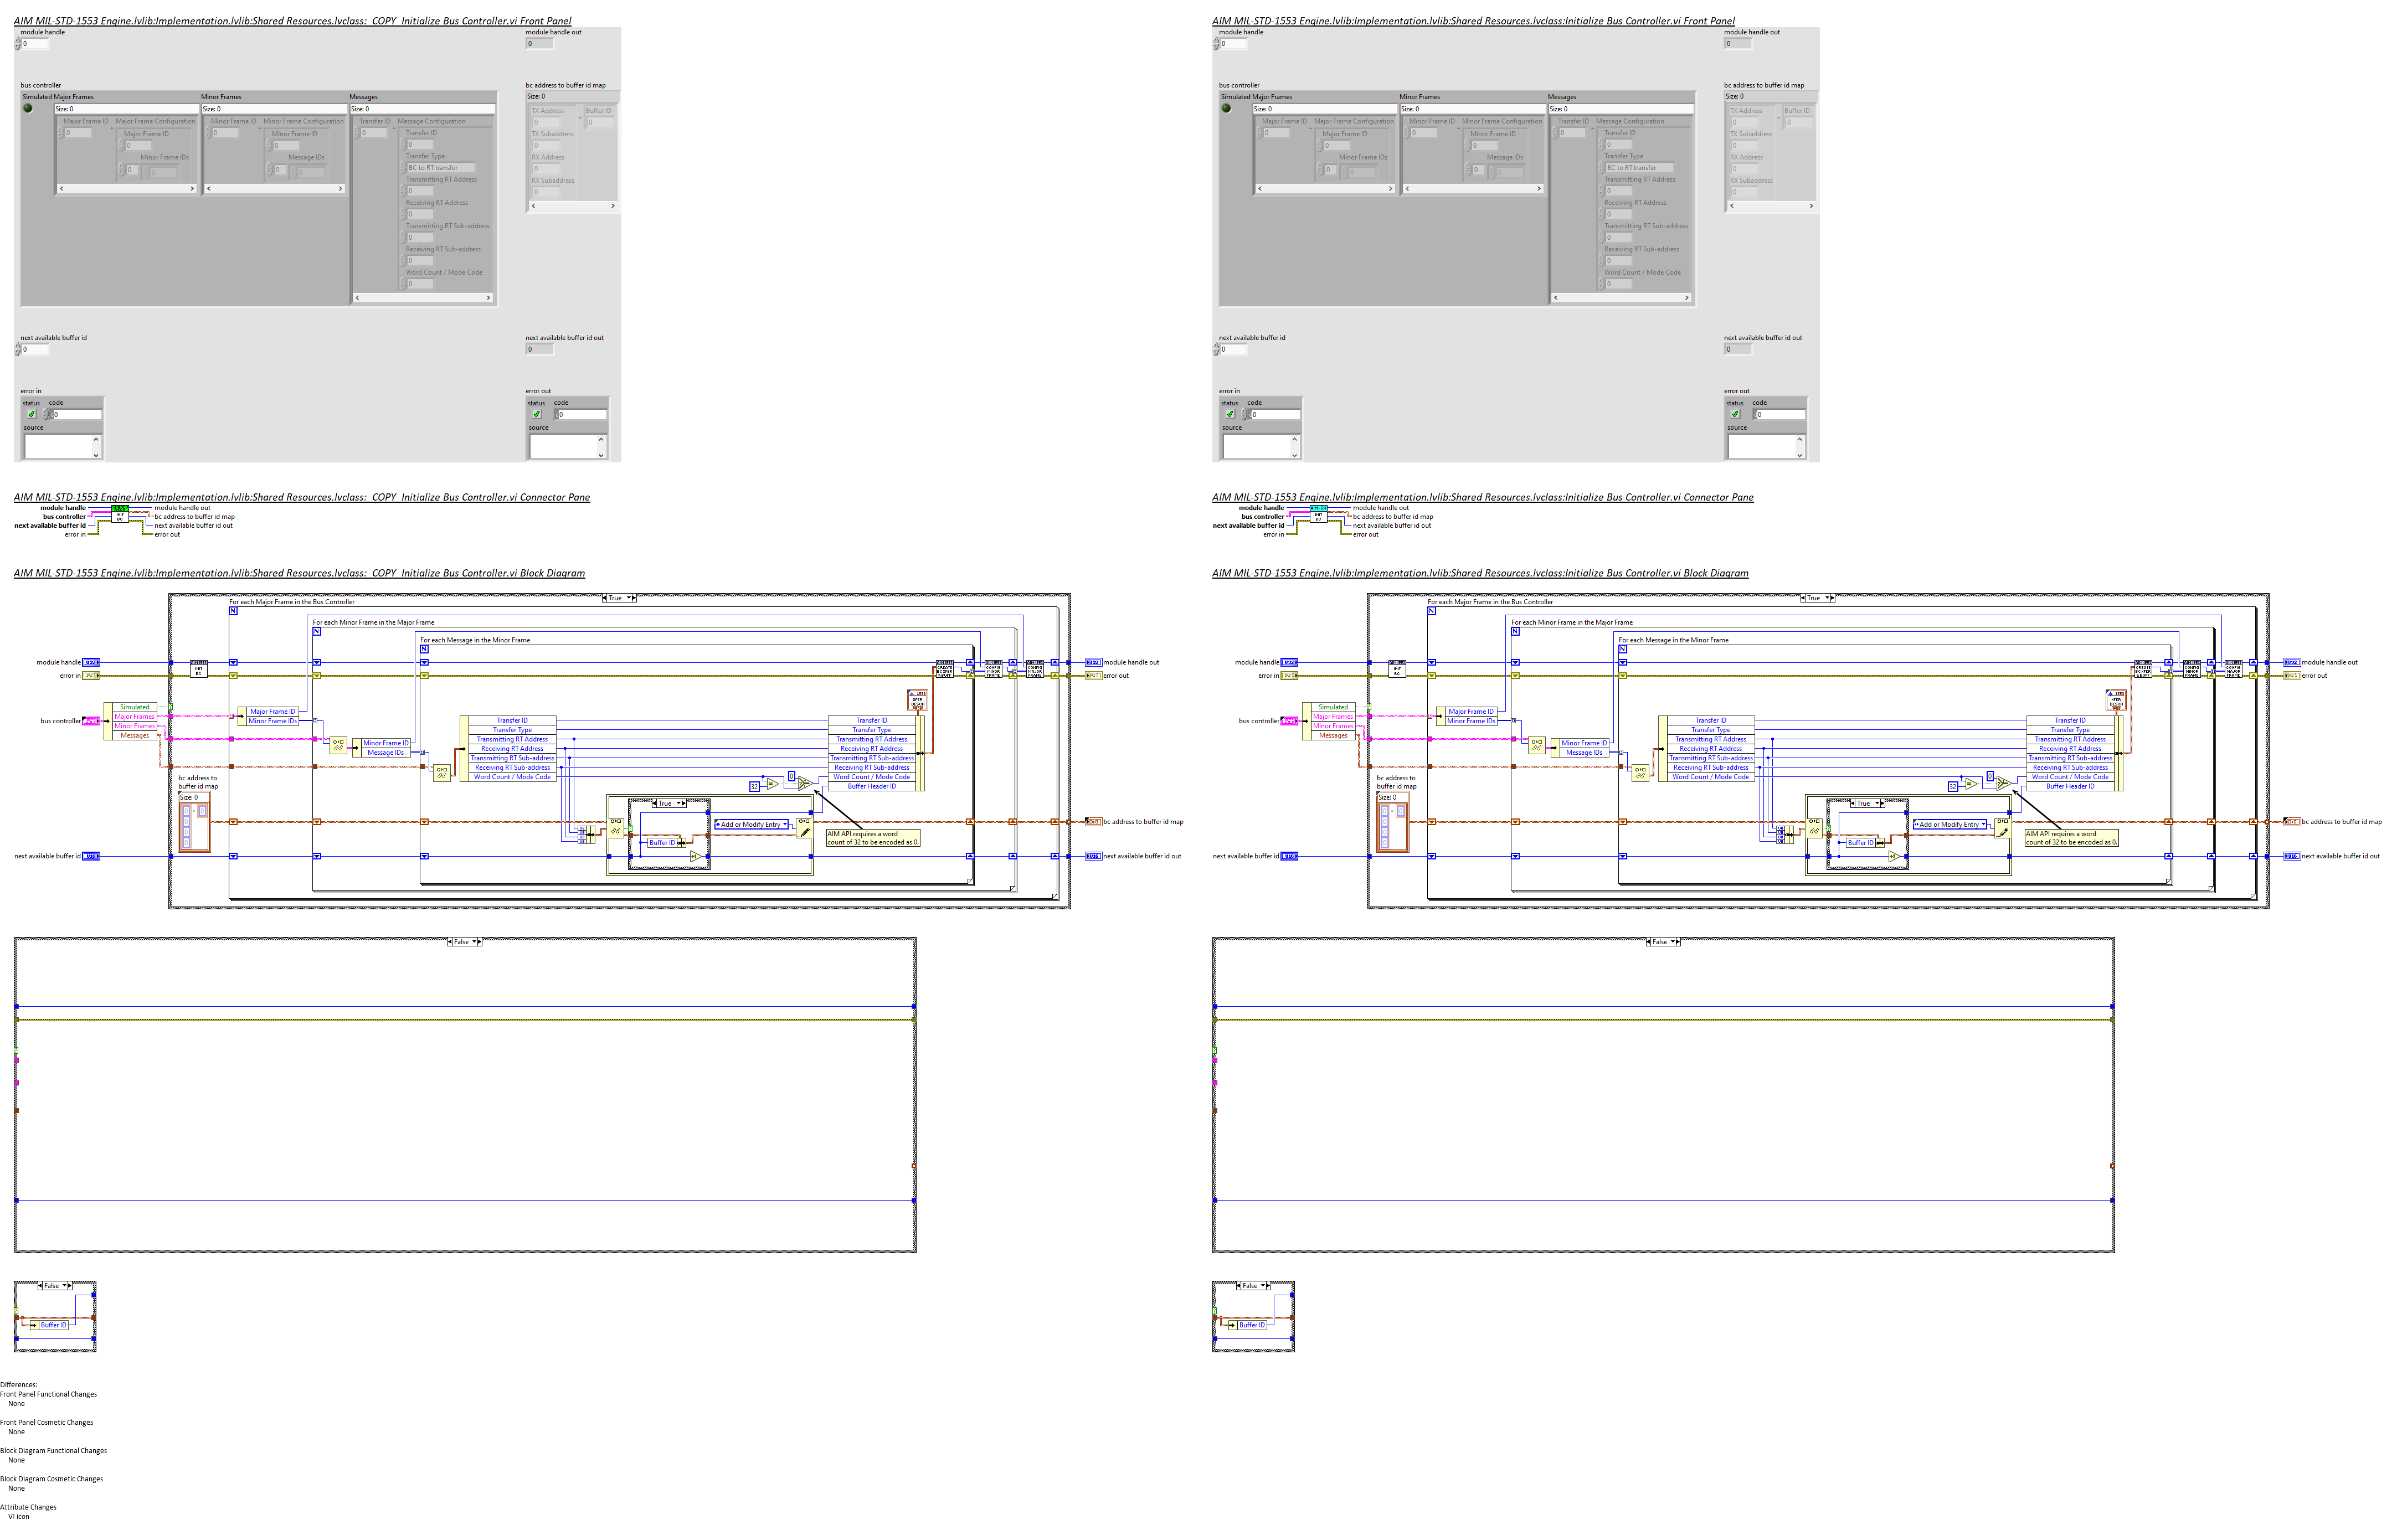 AIM MIL-STD-1553 Engine.lvlib:Implementation.lvlib:Shared Resources.lvclass:_COPY_Initialize Bus Controller.vi Front Panel
module handle
0
module handle out
0
bus controller
Simulated Major Frames
Minor Frames
Messages
Size: 0
Size: 0
Size: 0
Major Frame ID
Major Frame Configuration
0
Major Frame ID
0
Minor Frame IDs
0
0
Minor Frame ID
Minor Frame Configuration
0
Minor Frame ID
0
Message IDs
0
0
Transfer ID
Message Configuration
0
Transfer ID
0
Transfer Type
BC to RT transfer
Transmitting RT Address
0
Receiving RT Address
0
Transmitting RT Sub-address
0
Receiving RT Sub-address
0
Word Count / Mode Code
0
bc address to buffer id map
Size: 0
TX Address
Buffer ID
0
0
TX Subaddress
0
RX Address
0
RX Subaddress
0
next available buffer id
0
next available buffer id out
0
error in
status code
0
source
error out
status code
0
source
AIM MIL-STD-1553 Engine.lvlib:Implementation.lvlib:Shared Resources.lvclass:_COPY_Initialize Bus Controller.vi Connector Pane
module handle
bus controller
next available buffer id
error in
INIT
BC
module handle out
bc address to buffer id map
next available buffer id out
error out
AIM MIL-STD-1553 Engine.lvlib:Implementation.lvlib:Shared Resources.lvclass:_COPY_Initialize Bus Controller.vi Block Diagram
True
For each Major Frame in the Bus Controller
N
For each Minor Frame in the Major Frame
N
For each Message in the Minor Frame
N
module handle
U32
error in
INIT
BC
bus controller
Simulated
Major Frames
Minor Frames
Messages
Major Frame ID
Minor Frame IDs
Minor Frame ID
Message IDs
Transfer ID
Transfer Type
Transmitting RT Address
Receiving RT Address
Transmitting RT Sub-address
Receiving RT Sub-address
Word Count / Mode Code
Transfer ID
Transfer Type
Transmitting RT Address
Receiving RT Address
Transmitting RT Sub-address
Receiving RT Sub-address
Word Count / Mode Code
Buffer Header ID
32
0
bc address to
buffer id map
Size: 0
True
Buffer ID
Add or Modify Entry
AIM API requires a word
count of 32 to be encoded as 0.
next available buffer id
U16
U32
module handle out
error out
bc address to buffer id map
U16
next available buffer id out
False
False
Buffer ID
Differences:
Front Panel Functional Changes
None
Front Panel Cosmetic Changes
None
Block Diagram Functional Changes
None
Block Diagram Cosmetic Changes
None
Attribute Changes
VI icon
AIM MIL-STD-1553 Engine.lvlib:Implementation.lvlib:Shared Resources.lvclass:Initialize Bus Controller.vi Front Panel
module handle
0
module handle out
0
bus controller
Simulated Major Frames
Minor Frames
Messages
Size: 0
Size: 0
Size: 0
Major Frame ID
Major Frame Configuration
0
Major Frame ID
0
Minor Frame IDs
0
0
Minor Frame ID
Minor Frame Configuration
0
Minor Frame ID
0
Message IDs
0
0
Transfer ID
Message Configuration
0
Transfer ID
0
Transfer Type
BC to RT transfer
Transmitting RT Address
0
Receiving RT Address
0
Transmitting RT Sub-address
0
Receiving RT Sub-address
0
Word Count / Mode Code
0
bc address to buffer id map
Size: 0
TX Address
Buffer ID
0
0
TX Subaddress
0
RX Address
0
RX Subaddress
0
next available buffer id
0
next available buffer id out
0
error in
status code
0
source
error out
status code
0
source
AIM MIL-STD-1553 Engine.lvlib:Implementation.lvlib:Shared Resources.lvclass:Initialize Bus Controller.vi Connector Pane
module handle
bus controller
next available buffer id
error in
INIT
BC
module handle out
bc address to buffer id map
next available buffer id out
error out
AIM MIL-STD-1553 Engine.lvlib:Implementation.lvlib:Shared Resources.lvclass:Initialize Bus Controller.vi Block Diagram
True
For each Major Frame in the Bus Controller
N
For each Minor Frame in the Major Frame
N
For each Message in the Minor Frame
N
module handle
U32
error in
INIT
BC
bus controller
Simulated
Major Frames
Minor Frames
Messages
Major Frame ID
Minor Frame IDs
Minor Frame ID
Message IDs
Transfer ID
Transfer Type
Transmitting RT Address
Receiving RT Address
Transmitting RT Sub-address
Receiving RT Sub-address
Word Count / Mode Code
Transfer ID
Transfer Type
Transmitting RT Address
Receiving RT Address
Transmitting RT Sub-address
Receiving RT Sub-address
Word Count / Mode Code
Buffer Header ID
32
0
bc address to
buffer id map
Size: 0
True
Buffer ID
Add or Modify Entry
AIM API requires a word
count of 32 to be encoded as 0.
next available buffer id
U16
U32
module handle out
error out
bc address to buffer id map
U16
next available buffer id out
False
False
Buffer ID